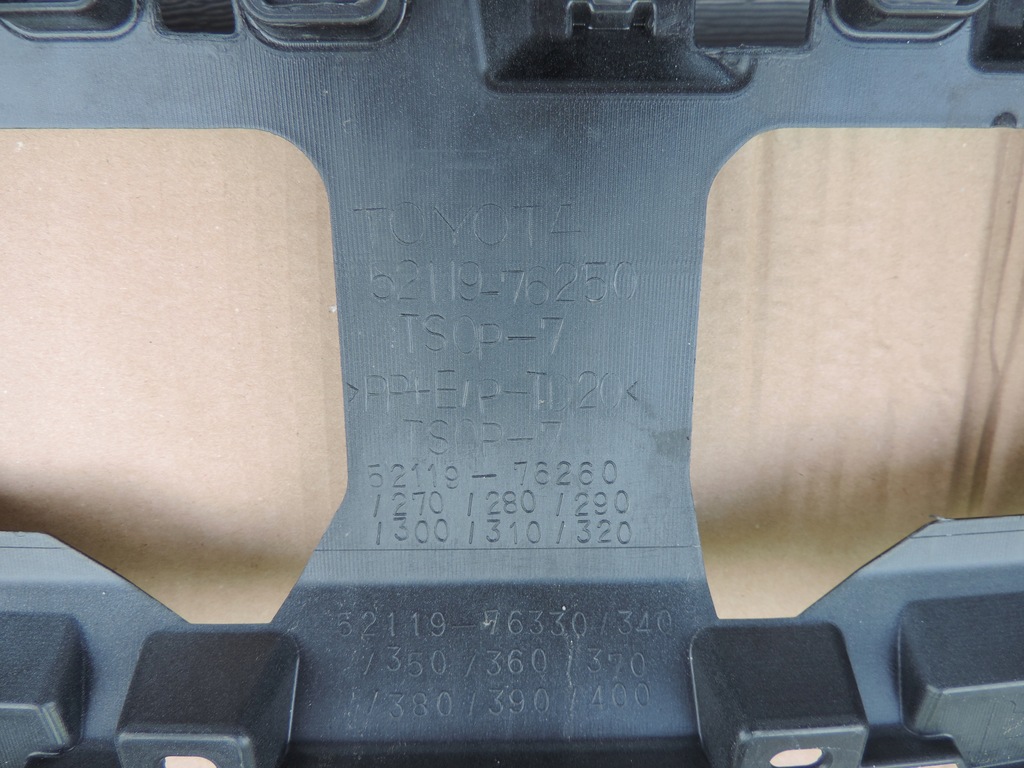 TOYOTA
52119-76250
TSOP-7
>PP+E/P-TD20<
TSOP-7
52119-76260
/270/280/290
/300/310/320
52119-76330/340
/350/360/370
/380/390/400